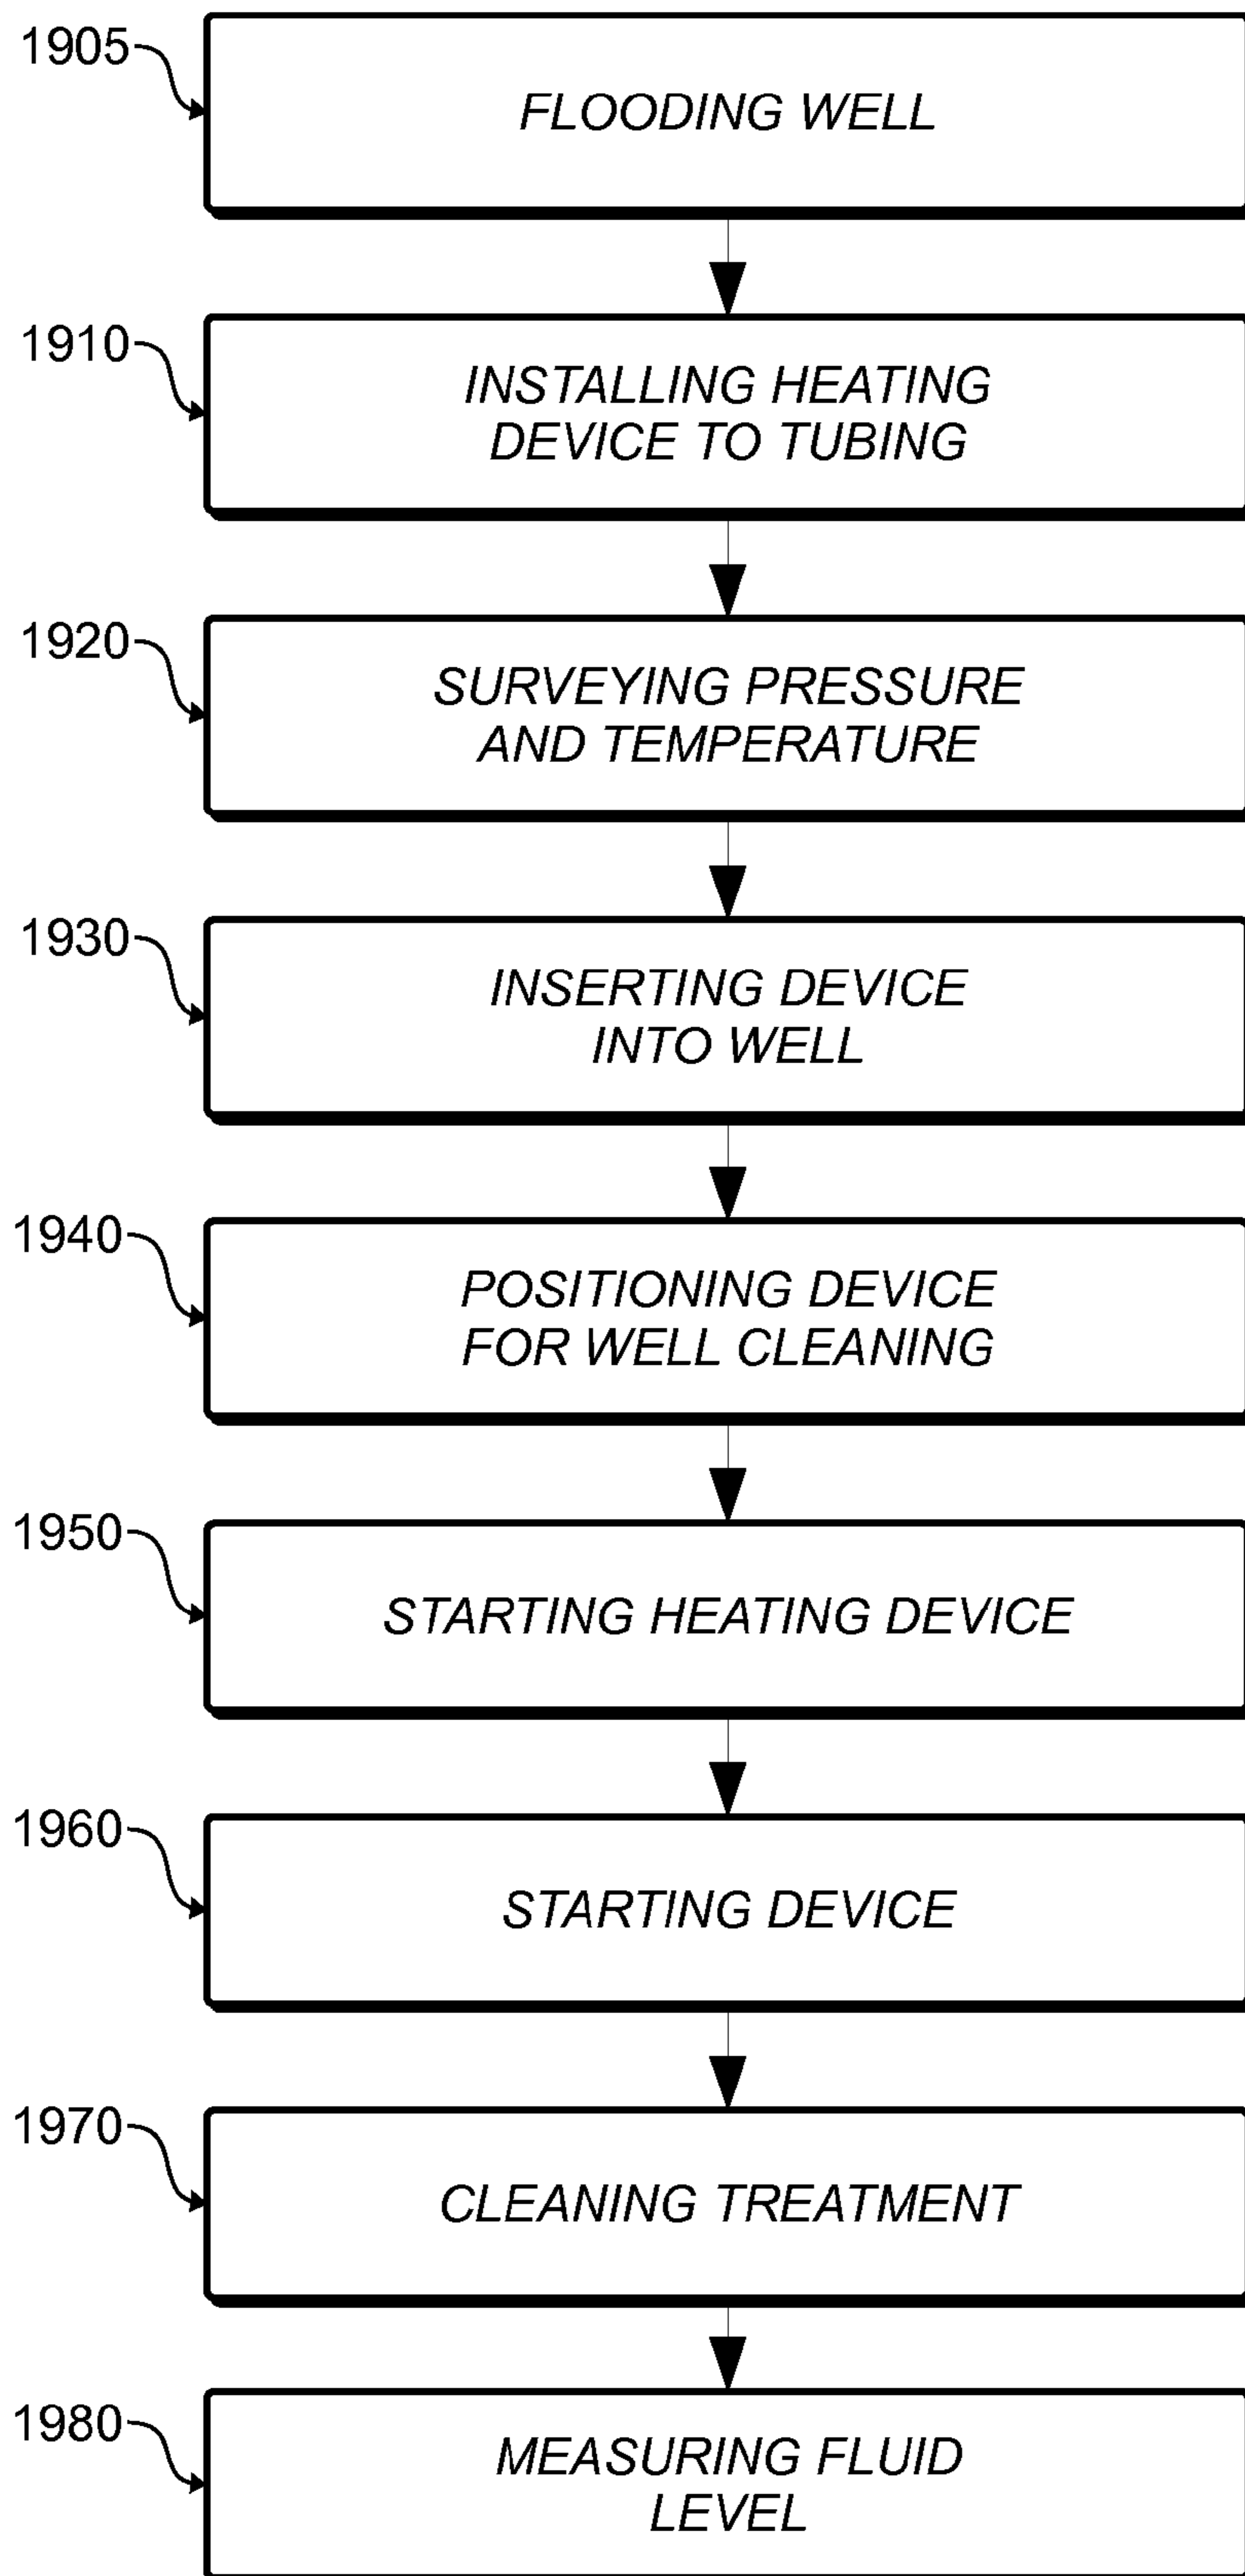 1905
FLOODING WELL
1910
INSTALLING HEATING
DEVICE TO TUBING
1920
SURVEYING PRESSURE
AND TEMPERATURE
1930
INSERTING DEVICE
INTO WELL
1940
POSITIONING DEVICE
FOR WELL CLEANING
1950
STARTING HEATING DEVICE
1960
STARTING DEVICE
1970
CLEANING TREATMENT
1980
MEASURING FLUID
LEVEL